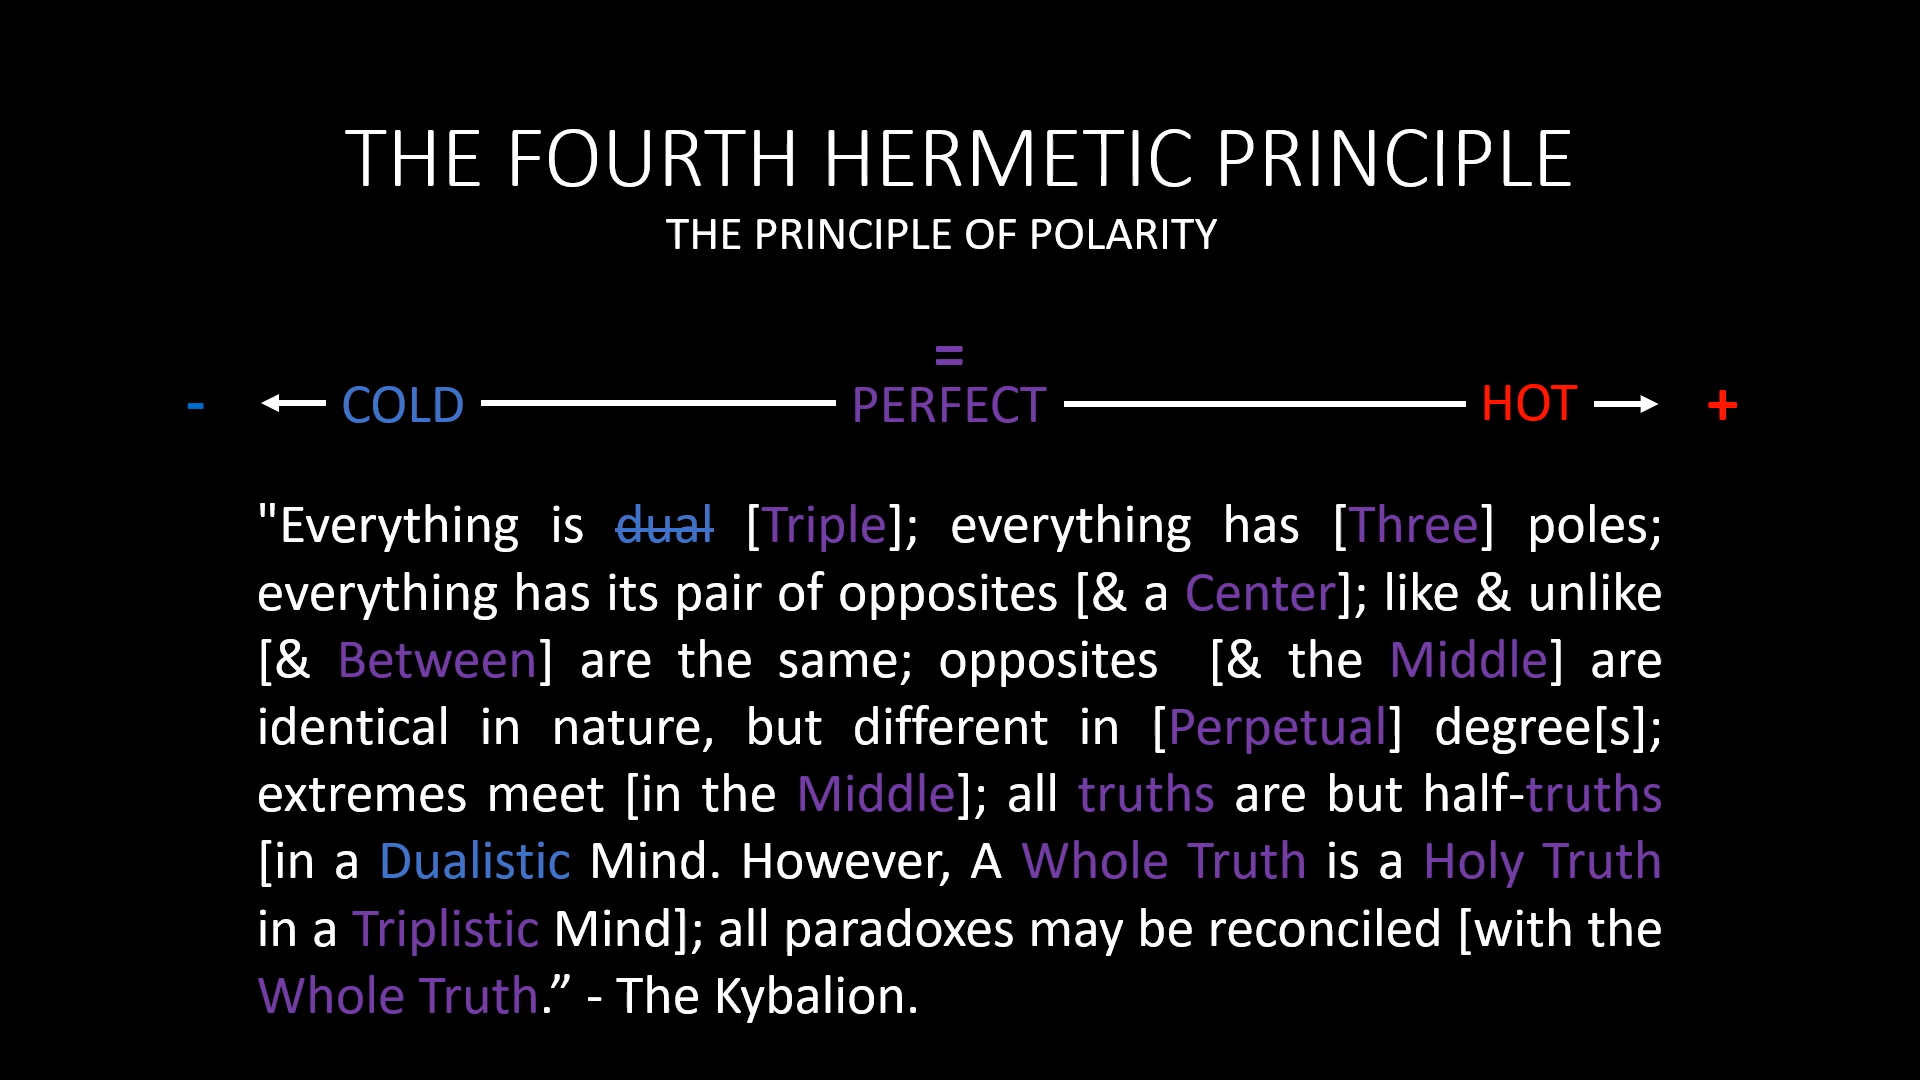 THE FOURTH HERMETIC PRINCIPLE
THE PRINCIPLE OF POLARITY
=
- COLD PERFECT HOT +
"Everything is dual [Triple]; everything has [Three] poles;
everything has its pair of opposites [& a Center]; like & unlike
[& Between] are the same; opposites [& the Middle] are
identical in nature, but different in [Perpetual] degree[s];
extremes meet [in the Middle]; all truths are but half-truths
[in a Dualistic Mind. However, A Whole Truth is a Holy Truth
in a Triplistic Mind]; all paradoxes may be reconciled [with the
Whole Truth.” - The Kybalion.